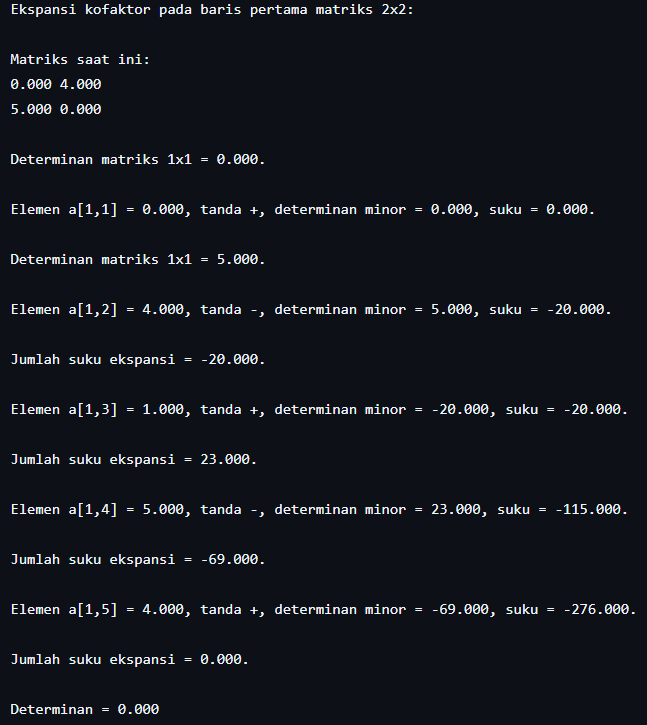 Ekspansi kofaktor pada baris pertama matriks 2x2:
Matriks saat ini:
0.000 4.000
5.000 0.000
Determinan matriks 1x1 = 0.000.
Elemen a[1,1] = 0.000, tanda +, determinan minor = 0.000, suku = 0.000.
Determinan matriks 1x1 = 5.000.
Elemen a[1,2] = 4.000, tanda -, determinan minor = 5.000, suku = -20.000.
Jumlah suku ekspansi = -20.000.
Elemen a[1,3] = 1.000, tanda +, determinan minor = -20.000, suku = -20.000.
Jumlah suku ekspansi = 23.000.
Elemen a[1,4] = 5.000, tanda -, determinan minor = 23.000, suku = -115.000.
Jumlah suku ekspansi = -69.000.
Elemen a[1,5] = 4.000, tanda +, determinan minor = -69.000, suku = -276.000.
Jumlah suku ekspansi = 0.000.
Determinan = 0.000